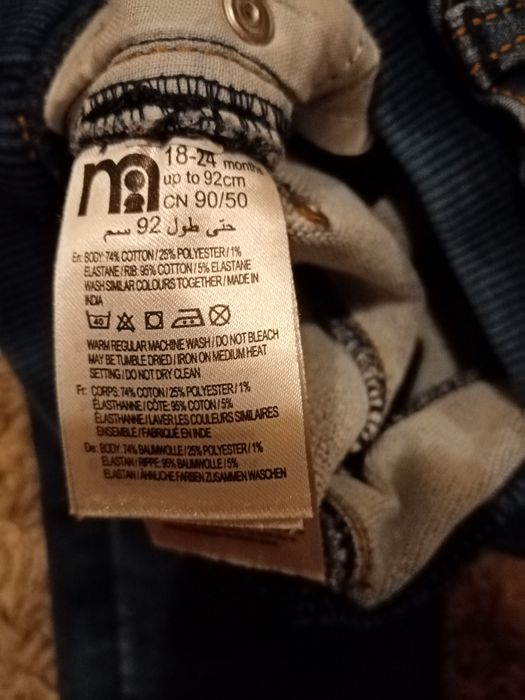 18-24 months
up to 92cm
CN 90/50
حتى طول 92 سم
En: BODY: 74% COTTON / 25% POLYESTER / 1%
ELASTANE / RIB: 95% COTTON / 5% ELASTANE
WASH SIMILAR COLOURS TOGETHER / MADE IN
INDIA
40
WARM REGULAR MACHINE WASH / DO NOT BLEACH
MAY BE TUMBLE DRIED / IRON ON MEDIUM HEAT
SETTING / DO NOT DRY CLEAN
Fr: CORPS: 74% COTON / 25% POLYESTER / 1%
ÉLASTHANNE / CÔTE: 95% COTON / 5%
ÉLASTHANNE / LAVER LES COULEURS SIMILAIRES
ENSEMBLE / FABRIQUÉ EN INDE
De: BODY: 74% BAUMWOLLE / 25% POLYESTER / 1%
ELASTAN / RIPPE: 95% BAUMWOLLE / 5%
ELASTAN / ÄHNLICHE FARBEN ZUSAMMEN WASCHEN